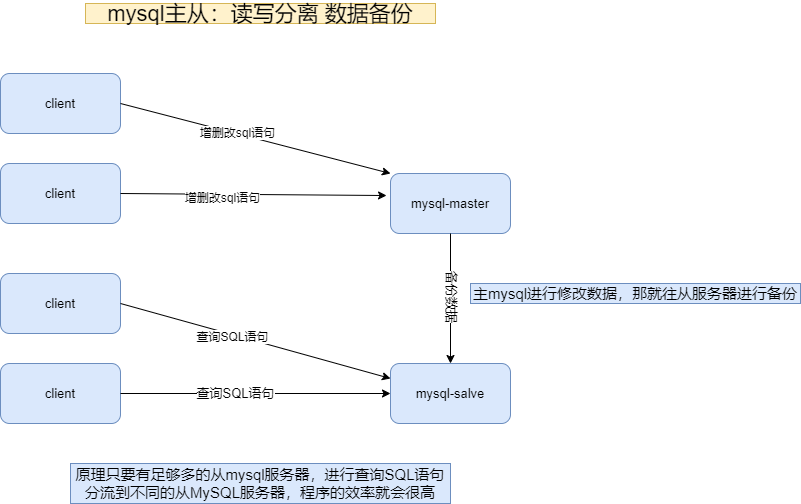 mysql主从：读写分离 数据备份
client
增删改sql语句
client
增删改sql语句
mysql-master
备份数据
主mysql进行修改数据，那就往从服务器进行备份
client
查询SQL语句
client
查询SQL语句
mysql-salve
原理只要有足够多的从mysql服务器，进行查询SQL语句
分流到不同的从MySQL服务器，程序的效率就会很高